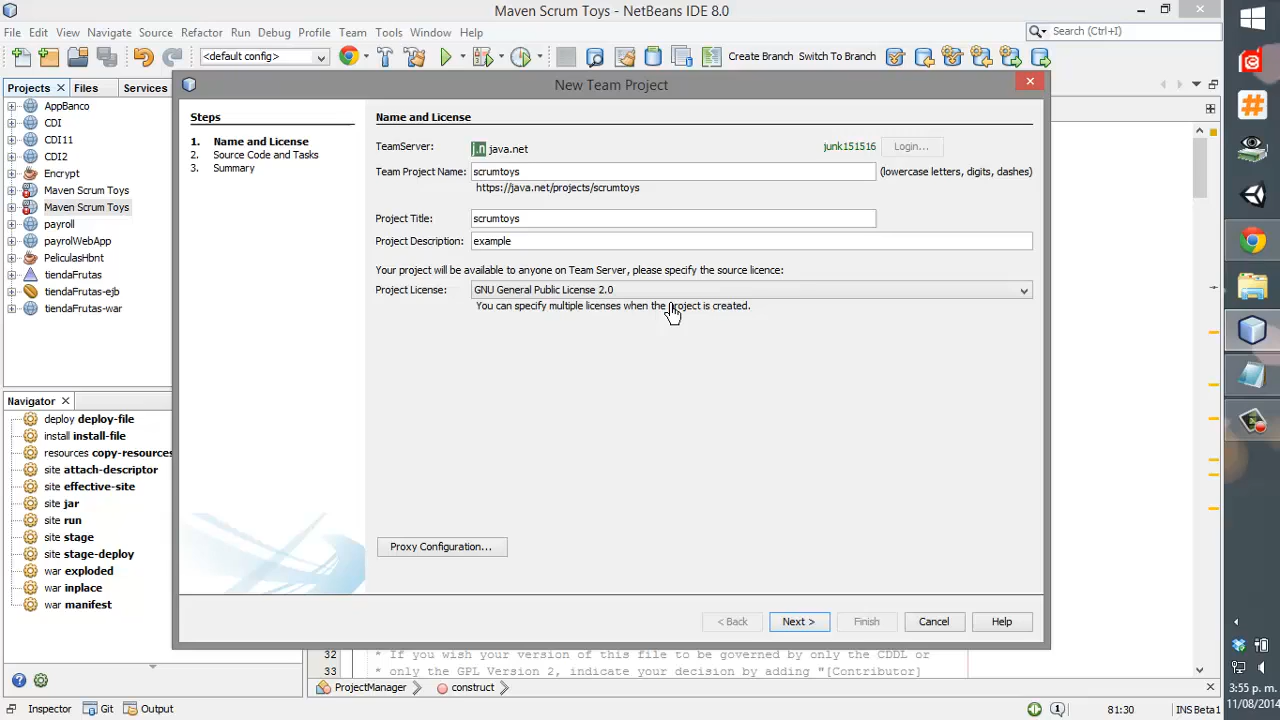 Maven Scrum Toys - NetBeans IDE 8.0
File Edit View Navigate Source Refactor Run Debug Profile Team Tools Window Help
Search (Ctrl+I)
<default config>
Create Branch Switch To Branch
Projects Files Services
AppBanco
CDI
CDI11
CDI2
Encrypt
Maven Scrum Toys
Maven Scrum Toys
payroll
payrolWebApp
PeliculasHbnt
tiendaFrutas
tiendaFrutas-ejb
tiendaFrutas-war
Navigator
deploy deploy-file
install install-file
resources copy-resources
site attach-descriptor
site effective-site
site jar
site run
site stage
site stage-deploy
war exploded
war inplace
war manifest
New Team Project
Steps
1. Name and License
2. Source Code and Tasks
3. Summary
Name and License
TeamServer: j.n java.net junk151516 Login...
Team Project Name: scrumtoys (lowercase letters, digits, dashes)
https://java.net/projects/scrumtoys
Project Title: scrumtoys
Project Description: example
Your project will be available to anyone on Team Server, please specify the source licence:
Project License: GNU General Public License 2.0
You can specify multiple licenses when the project is created.
Proxy Configuration...
< Back Next > Finish Cancel Help
32 * If you wish your version of this file to be governed by only the CDDL or
33 * only the GPL Version 2, indicate your decision by adding "[Contributor]
ProjectManager construct
Inspector Git Output
81:30 INS Beta1
3:55 p. m.
11/08/2014